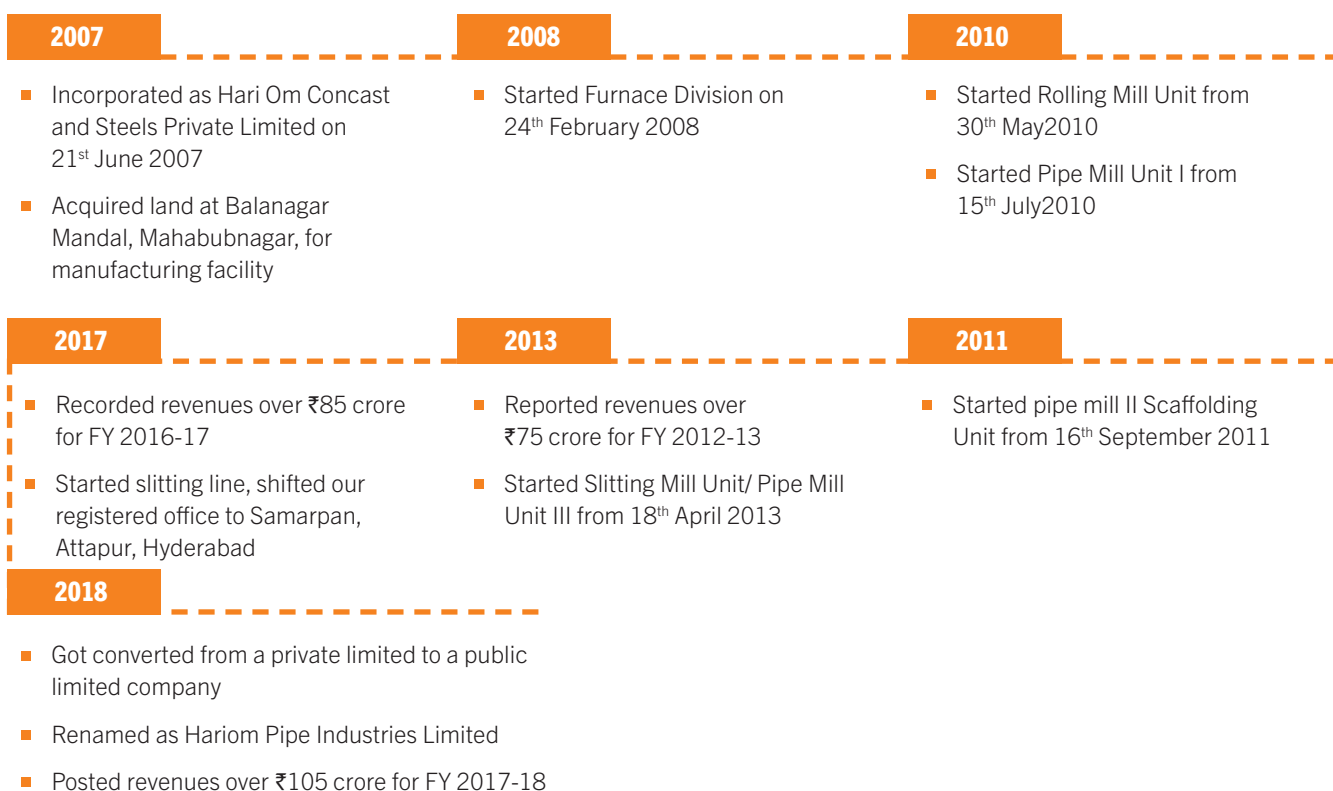 2007
Incorporated as Hari Om Concast
and Steels Private Limited on
21st June 2007
Acquired land at Balanagar
Mandal, Mahabubnagar, for
manufacturing facility
2008
Started Furnace Division on
24th February 2008
2010
Started Rolling Mill Unit from
30th May2010
Started Pipe Mill Unit I from
15th July2010
2011
Started pipe mill II Scaffolding
Unit from 16th September 2011
2013
Reported revenues over
₹75 crore for FY 2012-13
Started Slitting Mill Unit/ Pipe Mill
Unit III from 18th April 2013
2017
Recorded revenues over ₹85 crore
for FY 2016-17
Started slitting line, shifted our
registered office to Samarpan,
Attapur, Hyderabad
2018
Got converted from a private limited to a public
limited company
Renamed as Hariom Pipe Industries Limited
Posted revenues over ₹105 crore for FY 2017-18